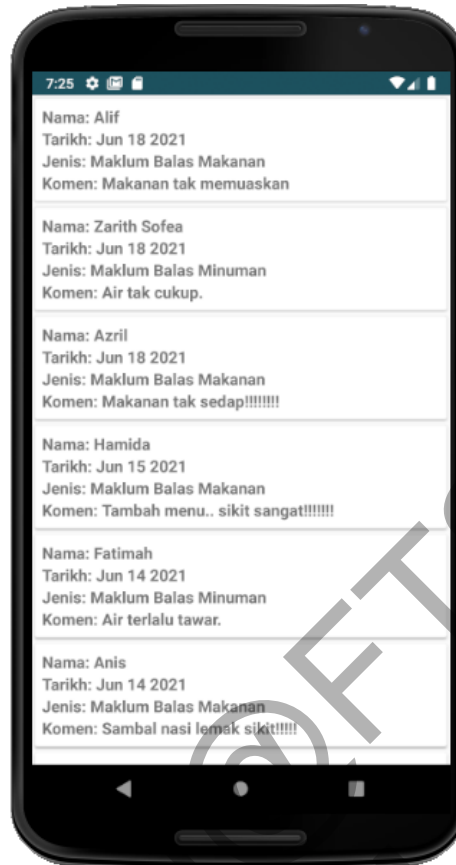 7:25
Nama: Alif
Tarikh: Jun 18 2021
Jenis: Maklum Balas Makanan
Komen: Makanan tak memuaskan
Nama: Zarith Sofea
Tarikh: Jun 18 2021
Jenis: Maklum Balas Minuman
Komen: Air tak cukup.
Nama: Azril
Tarikh: Jun 18 2021
Jenis: Maklum Balas Makanan
Komen: Makanan tak sedap!!!!!!!!
Nama: Hamida
Tarikh: Jun 15 2021
Jenis: Maklum Balas Makanan
Komen: Tambah menu.. sikit sangat!!!!!!!
Nama: Fatimah
Tarikh: Jun 14 2021
Jenis: Maklum Balas Minuman
Komen: Air terlalu tawar.
Nama: Anis
Tarikh: Jun 14 2021
Jenis: Maklum Balas Makanan
Komen: Sambal nasi lemak sikit!!!!!
@FTS